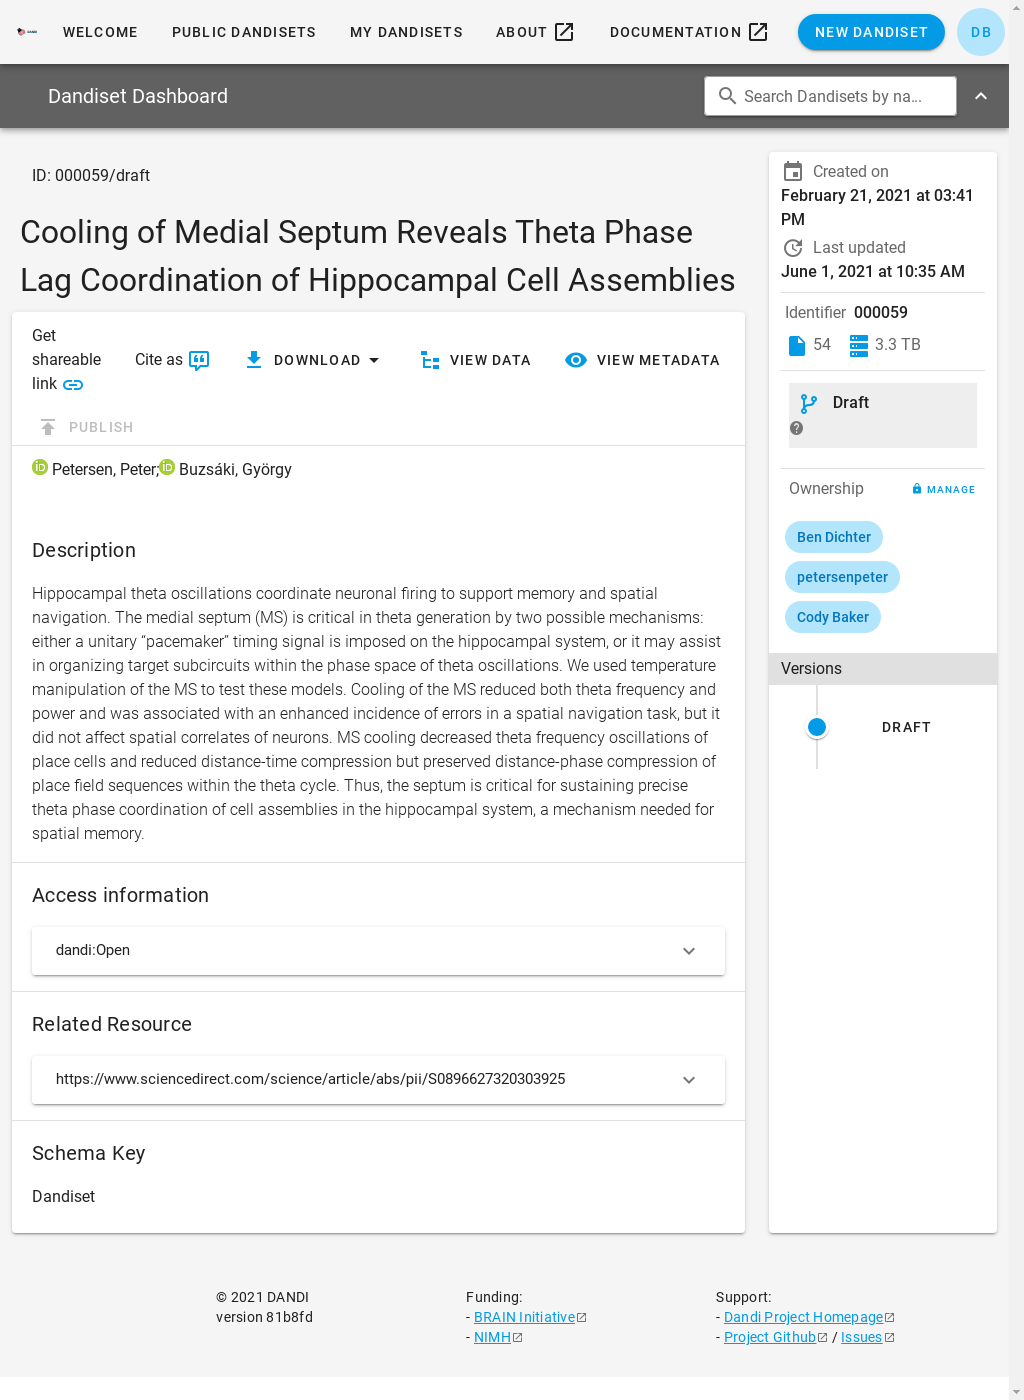 WELCOME PUBLIC DANDISETS MY DANDISETS ABOUT DOCUMENTATION NEW DANDISET DB
Dandiset Dashboard Search Dandisets by na...
ID: 000059/draft
Cooling of Medial Septum Reveals Theta Phase
Lag Coordination of Hippocampal Cell Assemblies
Get
shareable
link
Cite as
DOWNLOAD
VIEW DATA
VIEW METADATA
PUBLISH
Petersen, Peter; Buzsáki, György
Description
Hippocampal theta oscillations coordinate neuronal firing to support memory and spatial
navigation. The medial septum (MS) is critical in theta generation by two possible mechanisms:
either a unitary “pacemaker” timing signal is imposed on the hippocampal system, or it may assist
in organizing target subcircuits within the phase space of theta oscillations. We used temperature
manipulation of the MS to test these models. Cooling of the MS reduced both theta frequency and
power and was associated with an enhanced incidence of errors in a spatial navigation task, but it
did not affect spatial correlates of neurons. MS cooling decreased theta frequency oscillations of
place cells and reduced distance-time compression but preserved distance-phase compression of
place field sequences within the theta cycle. Thus, the septum is critical for sustaining precise
theta phase coordination of cell assemblies in the hippocampal system, a mechanism needed for
spatial memory.
Access information
dandi:Open
Related Resource
https://www.sciencedirect.com/science/article/abs/pii/S0896627320303925
Schema Key
Dandiset
Created on
February 21, 2021 at 03:41
PM
Last updated
June 1, 2021 at 10:35 AM
Identifier 000059
54 3.3 TB
Draft
Ownership MANAGE
Ben Dichter
petersenpeter
Cody Baker
Versions
DRAFT
© 2021 DANDI
version 81b8fd
Funding:
- BRAIN Initiative
- NIMH
Support:
- Dandi Project Homepage
- Project Github / Issues